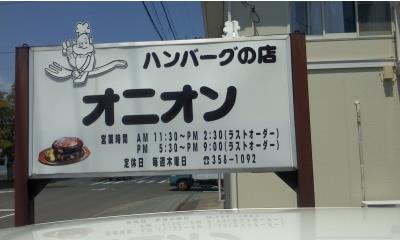 ハンバーグの店
オニオン
営業時間 AM 11:30〜PM 2:30(ラストオーダー)
PM 5:30〜PM 9:00(ラストオーダー)
定休日 毎週木曜日 ☎358-1092